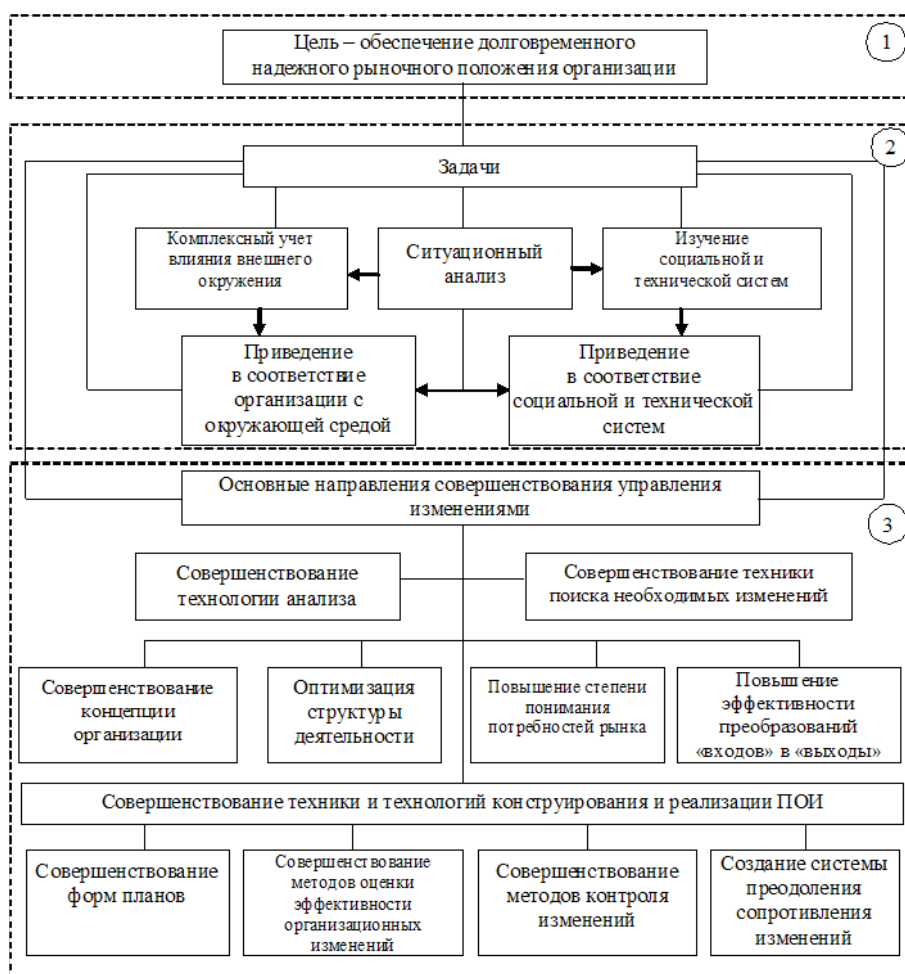 Цель – обеспечение долговременного
надежного рыночного положения организации
1
2
Задачи
Комплексный учет
влияния внешнего
окружения
Ситуационный
анализ
Изучение
социальной и
технической систем
Приведение
в соответствие
организации с
окружающей средой
Приведение
в соответствие
социальной и технической
систем
Основные направления совершенствования управления
изменениями
3
Совершенствование
технологии анализа
Совершенствование техники
поиска необходимых изменений
Совершенствование
концепции
организации
Оптимизация
структуры
деятельности
Повышение степени
понимания
потребностей рынка
Повышение
эффективности
преобразований
«входов» в «выходы»
Совершенствование техники и технологий конструирования и реализации ПОИ
Совершенствование
форм планов
Совершенствование
методов оценки
эффективности
организационных
изменений
Совершенствование
методов контроля
изменений
Создание системы
преодоления
сопротивления
изменений